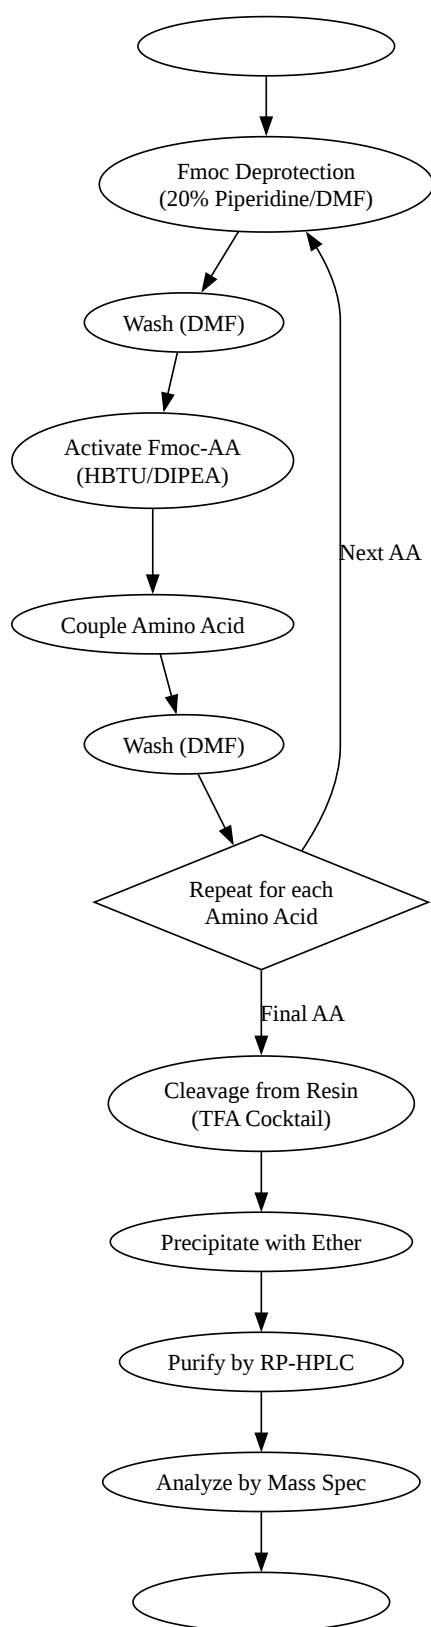 Fmoc Deprotection
(20% Piperidine/DMF)
Wash (DMF)
Activate Fmoc-AA
(HBTU/DIPEA)
Next AA
Couple Amino Acid
Wash (DMF)
Repeat for each
Amino Acid
Final AA
Cleavage from Resin
(TFA Cocktail)
Precipitate with Ether
Purify by RP-HPLC
Analyze by Mass Spec